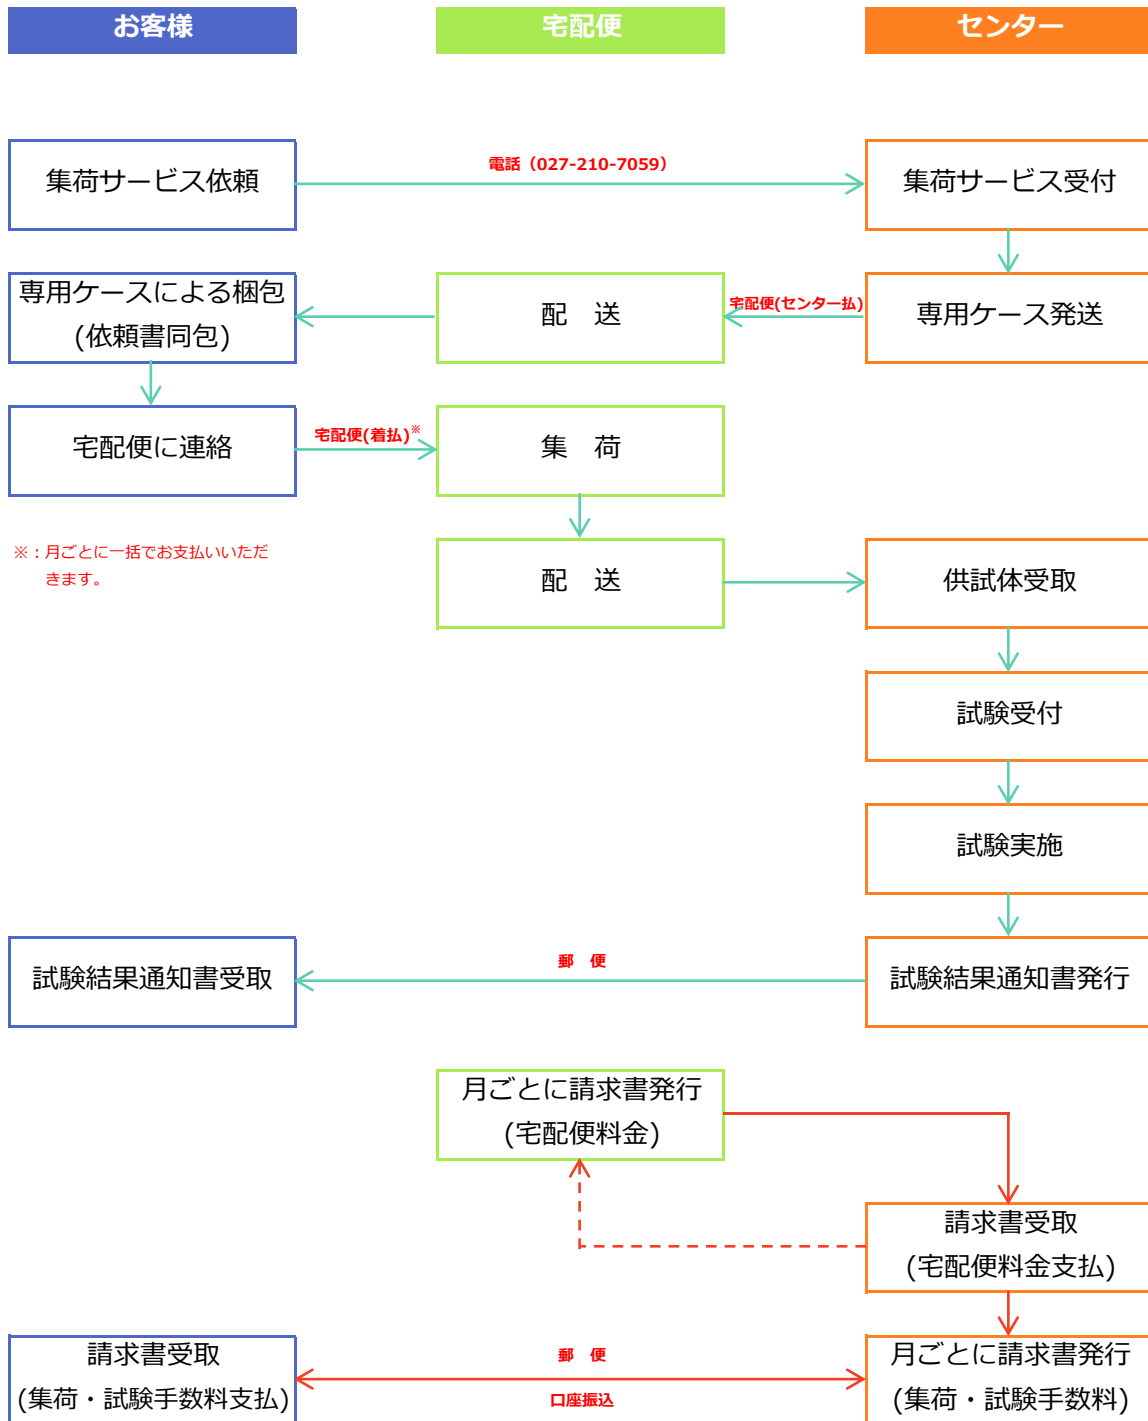 お客様
宅配便
センター
集荷サービス依頼
電話（027-210-7059）
集荷サービス受付
専用ケースによる梱包
(依頼書同包)
配　送
宅配便(センター払)
専用ケース発送
宅配便に連絡
宅配便(着払)※
集　荷
※：月ごとに一括でお支払いいただ
きます。
配　送
供試体受取
試験受付
試験実施
試験結果通知書受取
郵　便
試験結果通知書発行
月ごとに請求書発行
(宅配便料金)
請求書受取
(宅配便料金支払)
請求書受取
(集荷・試験手数料支払)
郵　便
口座振込
月ごとに請求書発行
(集荷・試験手数料)